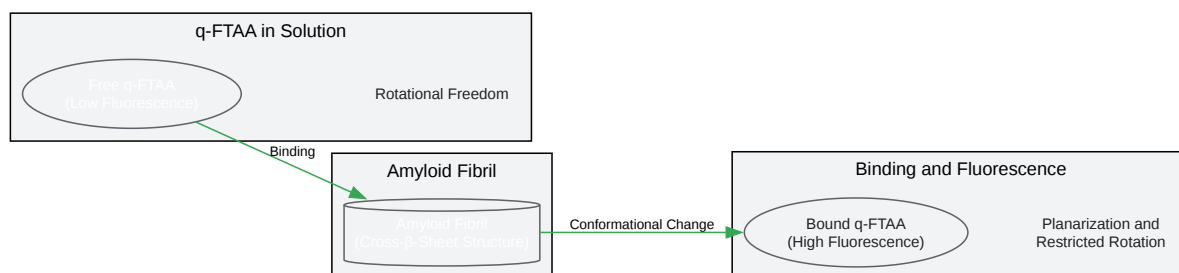 q-FTAA in Solution
Free q-FTAA
(Low Fluorescence)
Rotational Freedom
Binding
Amyloid Fibril
Amyloid Fibril
(Cross-β-Sheet Structure)
Conformational Change
Binding and Fluorescence
Bound q-FTAA
(High Fluorescence)
Planarization and
Restricted Rotation